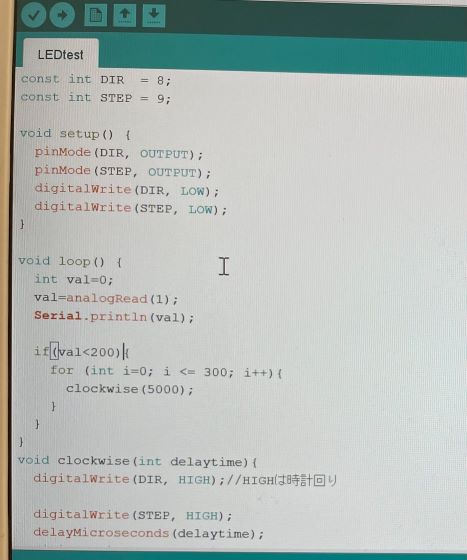 LEDtest
const int DIR  = 8;
const int STEP = 9;
void setup() {
  pinMode(DIR, OUTPUT);
  pinMode(STEP, OUTPUT);
  digitalWrite(DIR, LOW);
  digitalWrite(STEP, LOW);
}
void loop() {
  int val=0;
  val=analogRead(1);
  Serial.println(val);
  if(val<200){
    for (int i=0; i <= 300; i++){
      clockwise(5000);
    }
  }
}
void clockwise(int delaytime){
  digitalWrite(DIR, HIGH);//HIGHは時計回り
  digitalWrite(STEP, HIGH);
  delayMicroseconds(delaytime);